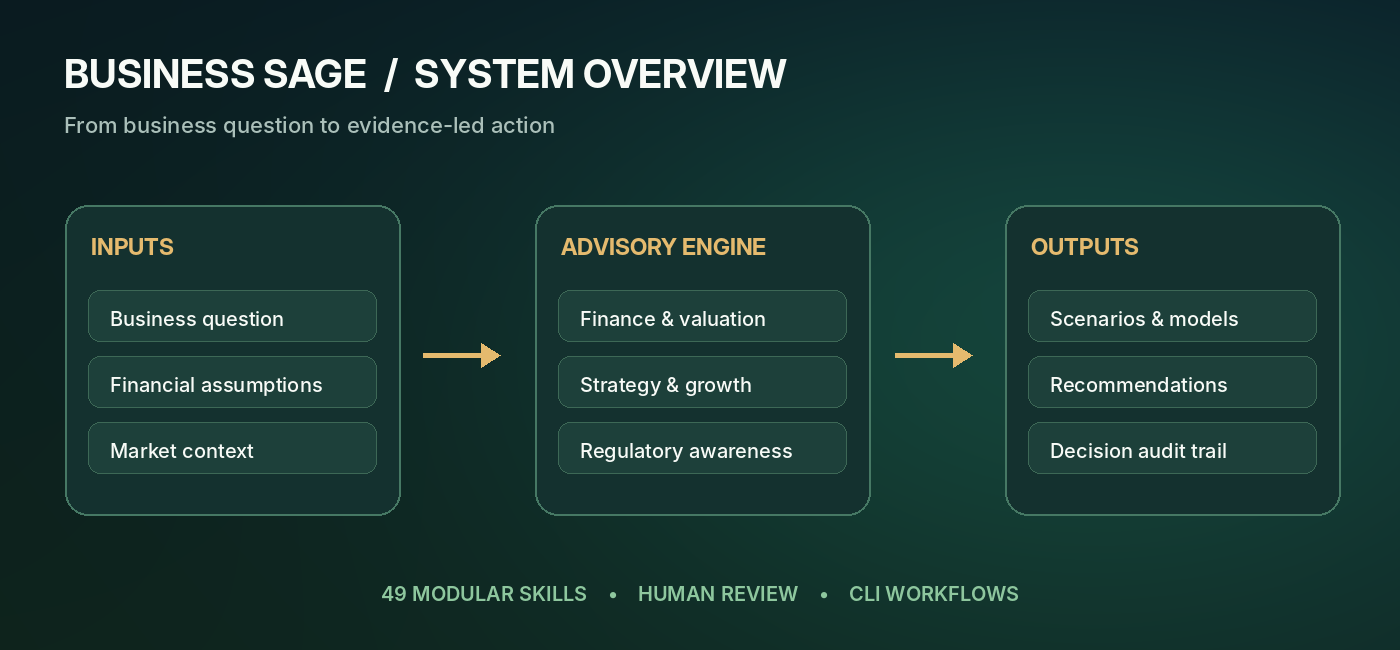 BUSINESS SAGE / SYSTEM OVERVIEW
From business question to evidence-led action
INPUTS
Business question
Financial assumptions
Market context
ADVISORY ENGINE
Finance & valuation
Strategy & growth
Regulatory awareness
OUTPUTS
Scenarios & models
Recommendations
Decision audit trail
49 MODULAR SKILLS • HUMAN REVIEW • CLI WORKFLOWS